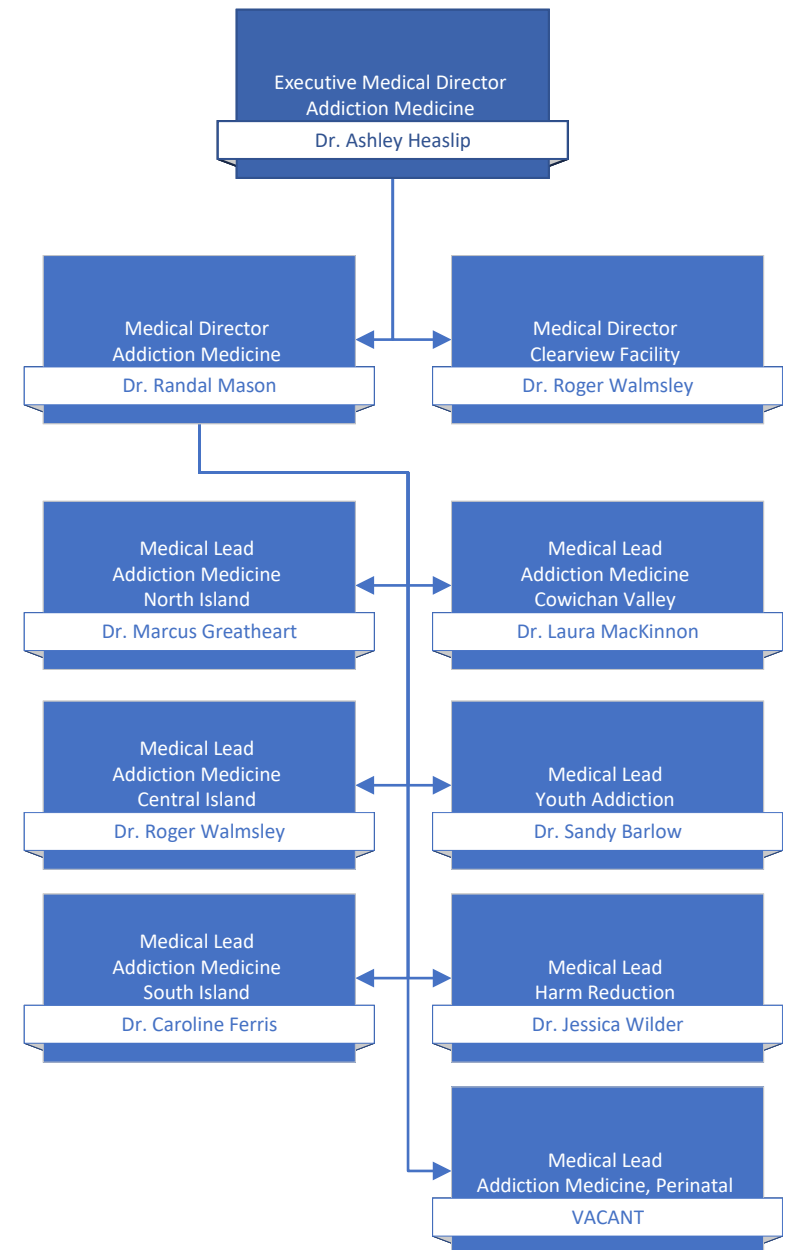 Executive Medical Director
Addiction Medicine
Dr. Ashley Heaslip
Medical Director
Addiction Medicine
Dr. Randal Mason
Medical Director
Clearview Facility
Dr. Roger Walmsley
Medical Lead
Addiction Medicine
North Island
Dr. Marcus Greatheart
Medical Lead
Addiction Medicine
Cowichan Valley
Dr. Laura MacKinnon
Medical Lead
Addiction Medicine
Central Island
Dr. Roger Walmsley
Medical Lead
Youth Addiction
Dr. Sandy Barlow
Medical Lead
Addiction Medicine
South Island
Dr. Caroline Ferris
Medical Lead
Harm Reduction
Dr. Jessica Wilder
Medical Lead
Addiction Medicine, Perinatal
VACANT